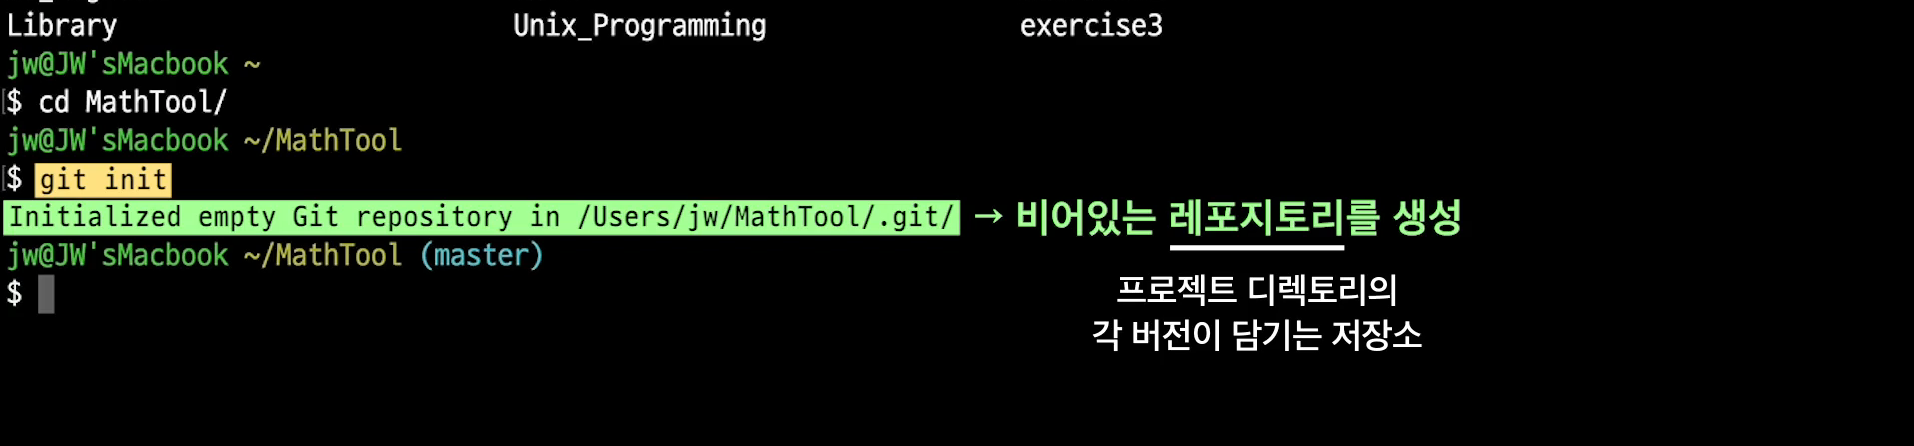 Library Unix_Programming exercise3
jw@JW'sMacbook ~
$ cd MathTool/
jw@JW'sMacbook ~/MathTool
$ git init
Initialized empty Git repository in /Users/jw/MathTool/.git/ → 비어있는 레포지토리를 생성
jw@JW'sMacbook ~/MathTool (master)
$
프로젝트 디렉토리의
각 버전이 담기는 저장소